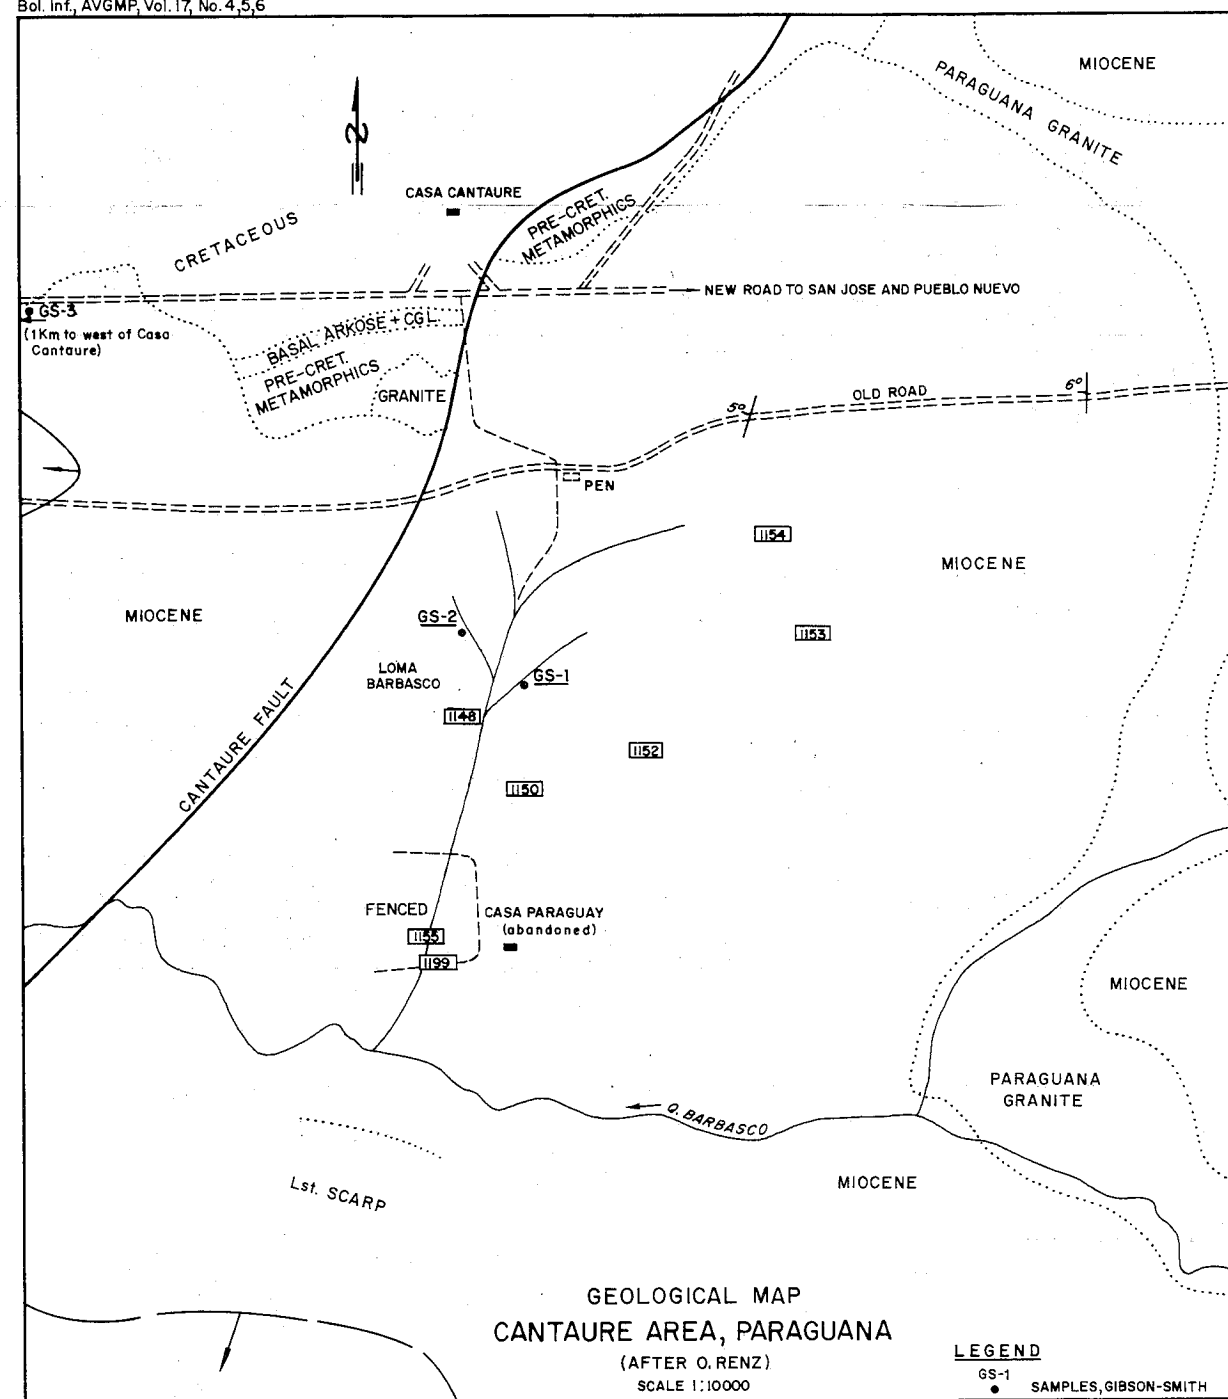 Bol. Inf., AVGMP, Vol. 17, No. 4,5,6
MIOCENE
PARAGUANA GRANITE
N
CASA CANTAURE
PRE-CRET.
METAMORPHICS
CRETACEOUS
NEW ROAD TO SAN JOSE AND PUEBLO NUEVO
GS-3
(1Km to west of Casa
Cantaure)
BASAL ARKOSE + CGL.
PRE-CRET.
METAMORPHICS
GRANITE
OLD ROAD
5°
6°
PEN
1154
MIOCENE
MIOCENE
GS-2
1153
LOMA
BARBASCO
GS-1
1148
CANTAURE FAULT
1152
1150
FENCED
CASA PARAGUAY
(abandoned)
1155
1199
MIOCENE
PARAGUANA
GRANITE
Q. BARBASCO
Lst. SCARP
MIOCENE
GEOLOGICAL MAP
CANTAURE AREA, PARAGUANA
(AFTER O. RENZ)
SCALE 1:10000
LEGEND
GS-1
SAMPLES, GIBSON-SMITH